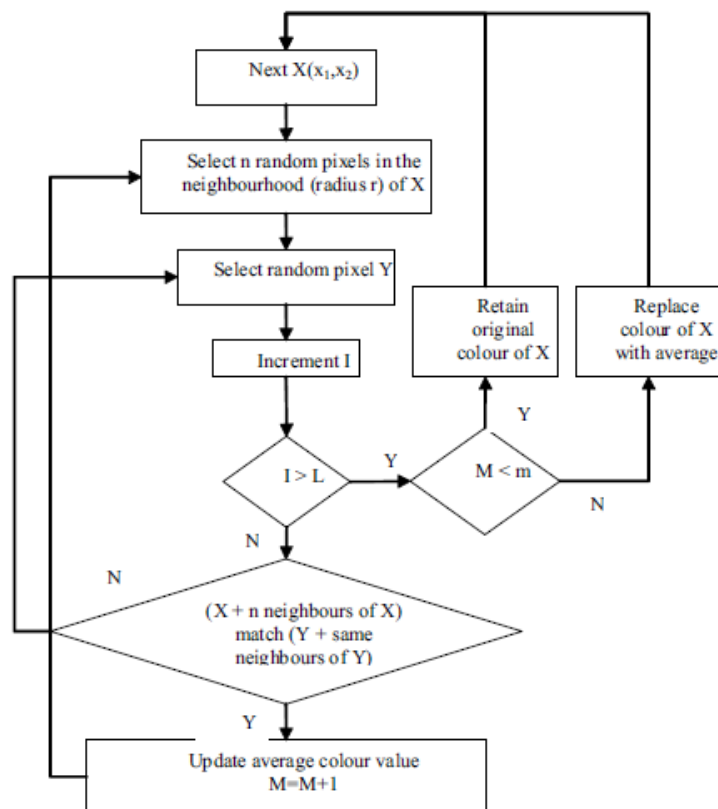 Next X(x₁,x₂)
Select n random pixels in the
neighbourhood (radius r) of X
Select random pixel Y
Increment I
Retain
original
colour of X
Replace
colour of X
with average
Y
I > L
Y
M < m
N
N
N
(X + n neighbours of X)
match (Y + same
neighbours of Y)
Y
Update average colour value
M=M+1